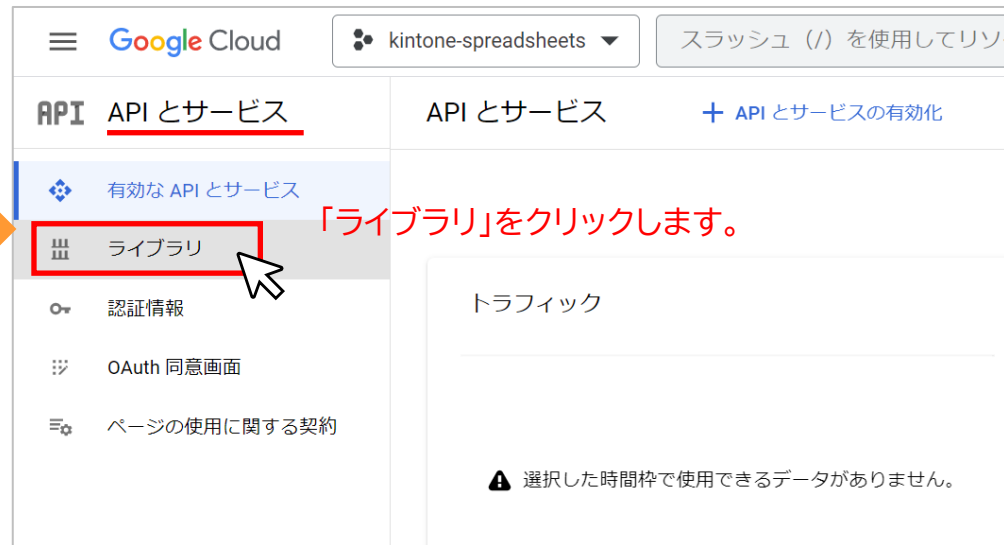 Google Cloud
kintone-spreadsheets
スラッシュ（/）を使用してリソ
API API とサービス
API とサービス
API とサービスの有効化
有効な API とサービス
「ライブラリ」をクリックします。
ライブラリ
トラフィック
認証情報
OAuth 同意画面
ページの使用に関する契約
選択した時間枠で使用できるデータがありません。